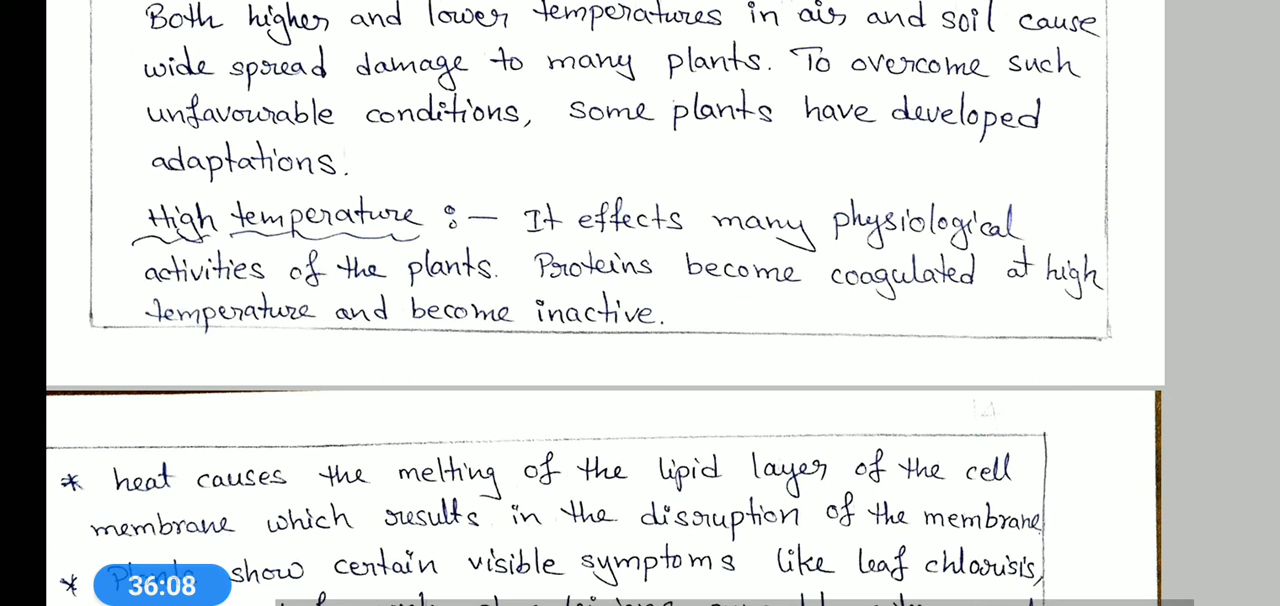 Both higher and lower temperatures in air and soil cause
wide spread damage to many plants. To overcome such
unfavourable conditions, some plants have developed
adaptations.
High temperature :- It effects many physiological
activities of the plants. Proteins become coagulated at high
temperature and become inactive.
* heat causes the melting of the lipid layer of the cell
membrane which results in the disruption of the membrane
* Plants show certain visible symptoms like leaf chlorisis,
36:08